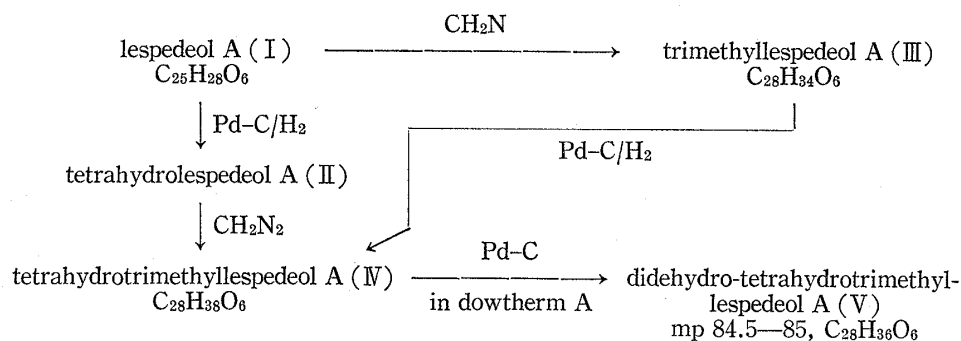 CH₂N
lespedeol A (Ⅰ)
trimethyllespedeol A (Ⅲ)
C₂₅H₂₈O₆
C₂₈H₃₄O₆
Pd–C/H₂
Pd–C/H₂
tetrahydrolespedeol A (Ⅱ)
CH₂N₂
Pd–C
tetrahydrotrimethyllespedeol A (Ⅳ)
didehydro-tetrahydrotrimethyl-
C₂₈H₃₈O₆
in dowtherm A
lespedeol A (Ⅴ)
mp 84.5—85, C₂₈H₃₆O₆